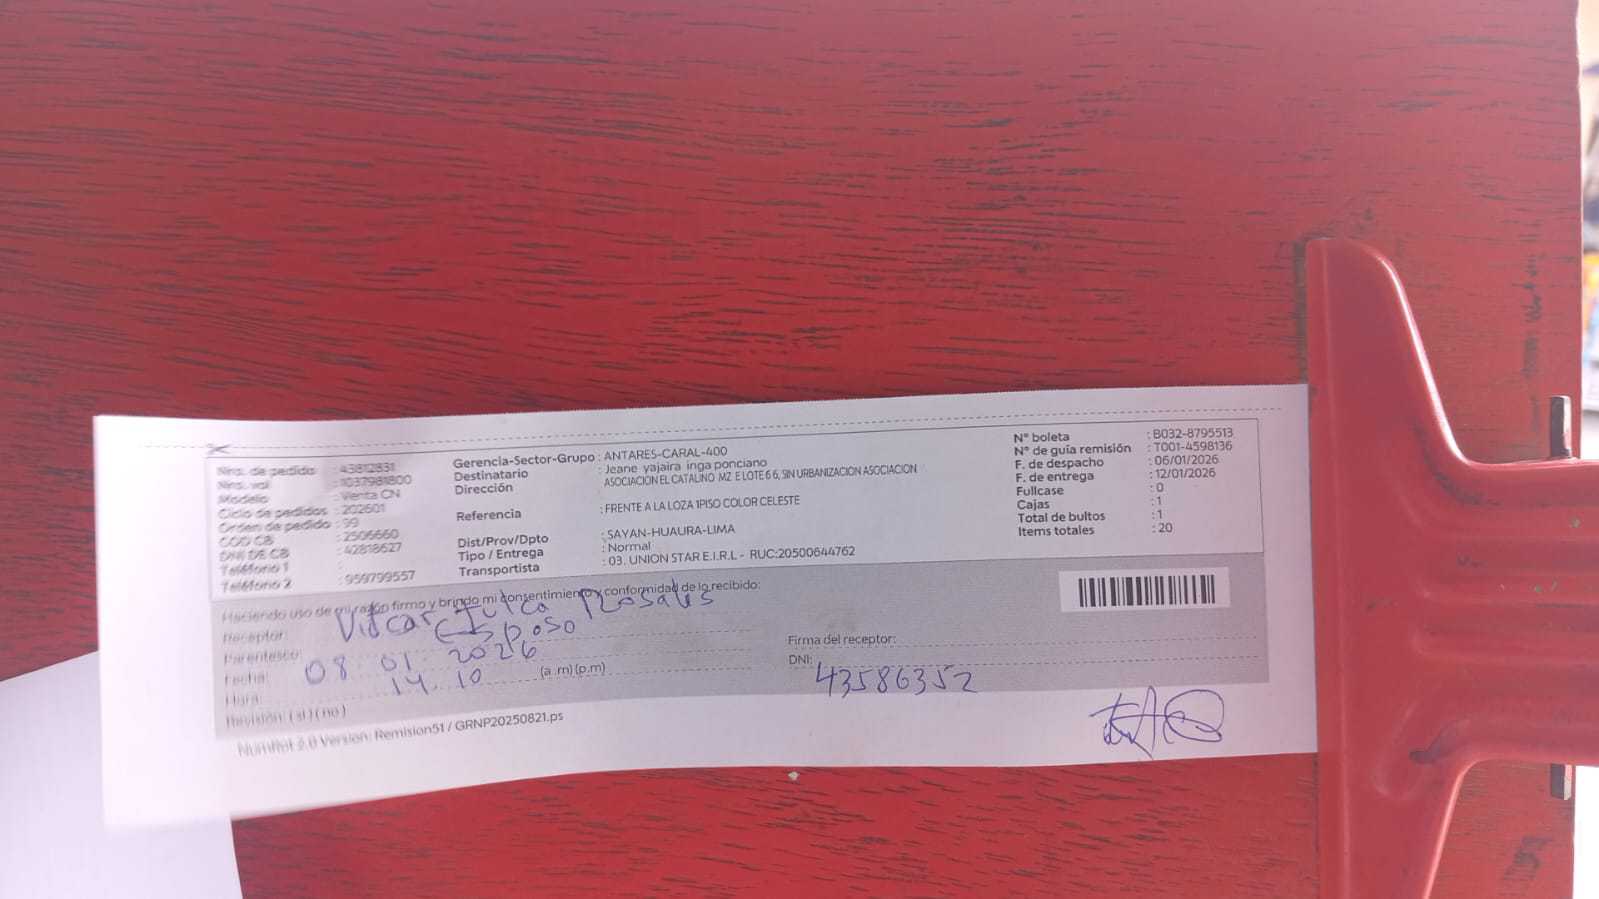 Nro. de pedido : 43812831
Nro. val : 1037981800
Modelo : Venta CN
Ciclo de pedidos : 202601
Orden de pedido : 99
COD CB : 2506660
DNI DE CB : 42818627
Teléfono 1 :
Teléfono 2 : 959799557
Gerencia-Sector-Grupo : ANTARES-CARAL-400
Destinatario : Jeane yajaira inga ponciano
Dirección : ASOCIACION EL CATALINO MZ E LOTE 6 6, SIN URBANIZACION ASOCIACION
Referencia : FRENTE A LA LOZA 1PISO COLOR CELESTE
Dist/Prov/Dpto : SAYAN-HUAURA-LIMA
Tipo / Entrega : Normal
Transportista : 03. UNION STAR E.I.R.L - RUC:20500644762
N° boleta : B032-8795513
N° de guía remisión : T001-4598136
F. de despacho : 06/01/2026
F. de entrega : 12/01/2026
Fullcase : 0
Cajas : 1
Total de bultos : 1
Items totales : 20
Haciendo uso de mi razón firmo y brindo mi consentimiento y conformidad de lo recibido:
Receptor: Rosales
Parentesco: Esposo
Fecha: 08 01 2026
Hora: 14.10 (a.m) (p.m)
Revisión: ( si ) ( no )
Firma del receptor:
DNI: 43586352
NumRot 2.0 Version: Remision51 / GRNP20250821.ps